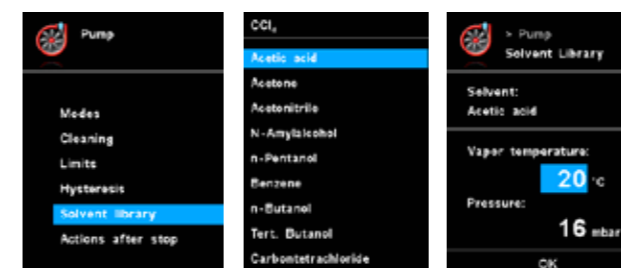 Pump
Modes
Cleaning
Limits
Hysteresis
Solvent library
Actions after stop
CCl₄
Acetic acid
Acetone
Acetonitrile
N-Amylalcohol
n-Pentanol
Benzene
n-Butanol
Tert. Butanol
Carbontetrachloride
> Pump
Solvent Library
Solvent:
Acetic acid
Vapor temperature:
20 °C
Pressure:
16 mbar
OK